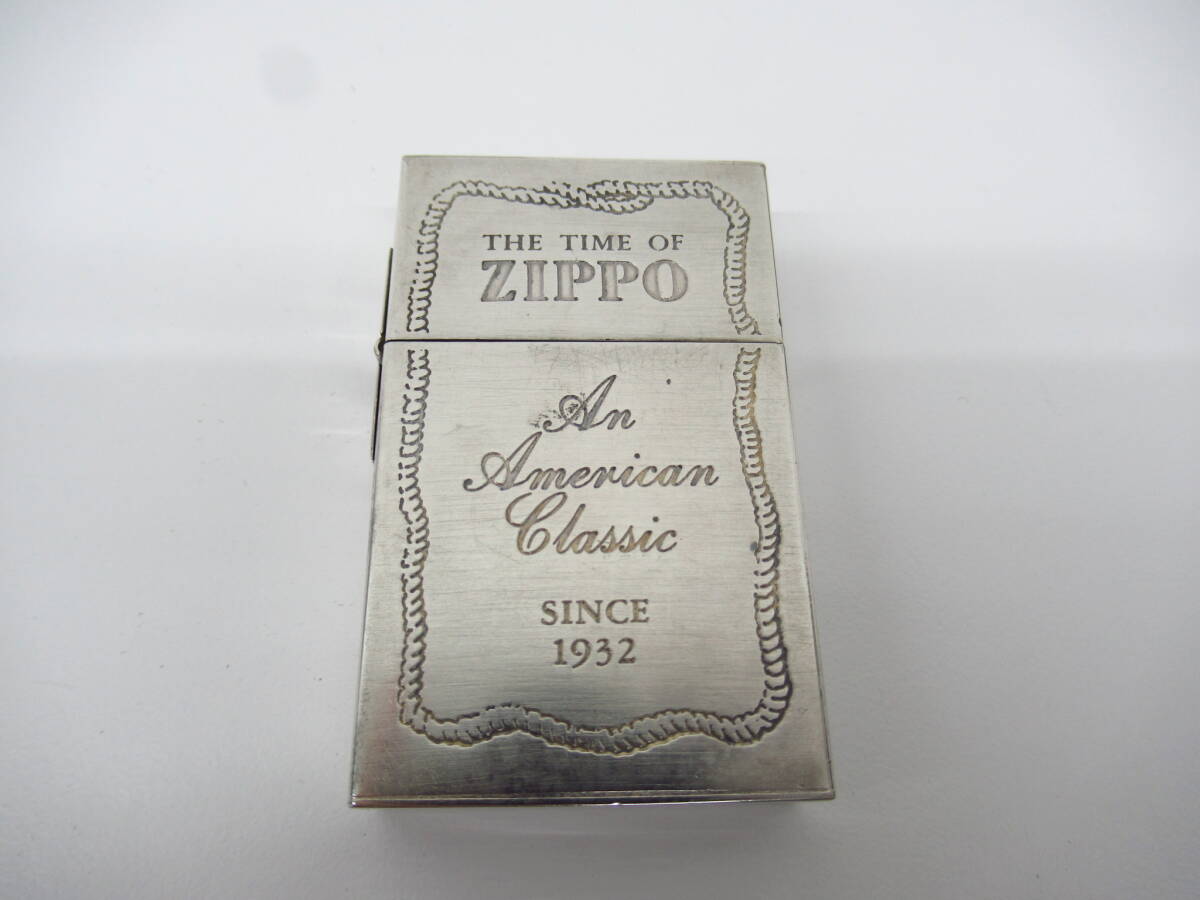 THE TIME OF
ZIPPO
An
American
Classic
SINCE
1932